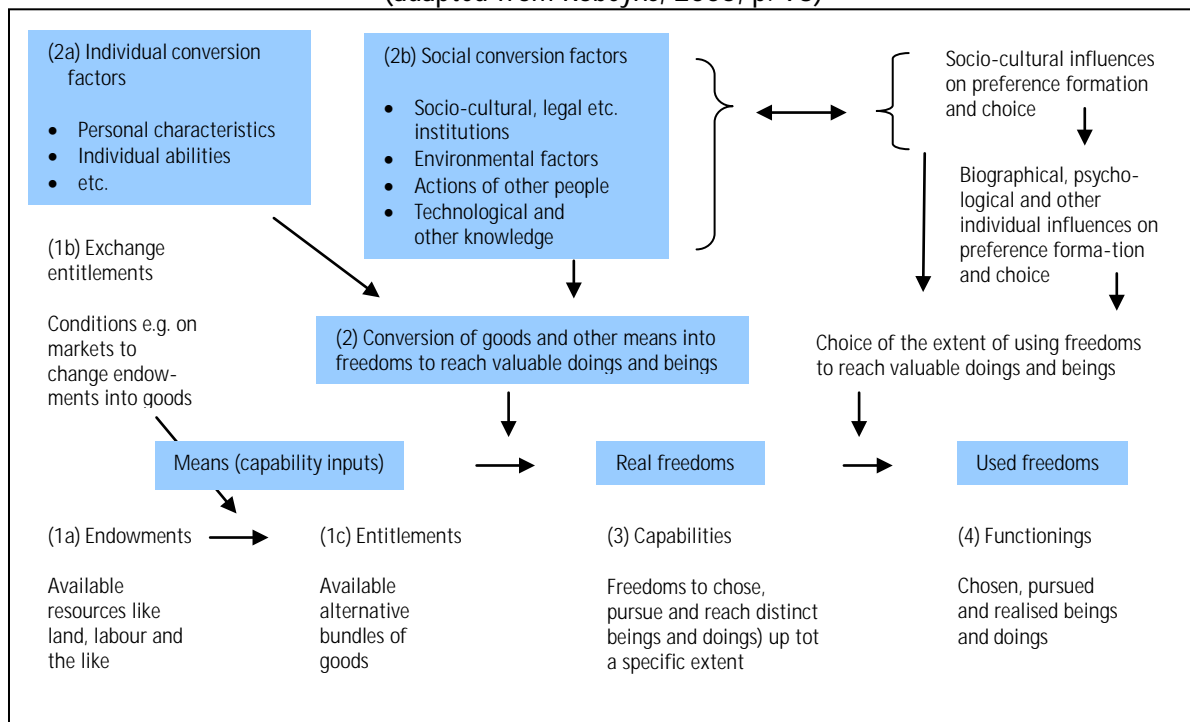 (2a) Individual conversion
factors
• Personal characteristics
• Individual abilities
• etc.
(2b) Social conversion factors
• Socio-cultural, legal etc.
institutions
• Environmental factors
• Actions of other people
• Technological and
other knowledge
Socio-cultural influences
on preference formation
and choice
Biographical, psycho-
logical and other
individual influences on
preference forma-tion
and choice
(1b) Exchange
entitlements
Conditions e.g. on
markets to
change endow-
ments into goods
(2) Conversion of goods and other means into
freedoms to reach valuable doings and beings
Choice of the extent of using freedoms
to reach valuable doings and beings
Means (capability inputs)
Real freedoms
Used freedoms
(1a) Endowments
Available
resources like
land, labour and
the like
(1c) Entitlements
Available
alternative
bundles of
goods
(3) Capabilities
Freedoms to chose,
pursue and reach distinct
beings and doings) up tot
a specific extent
(4) Functionings
Chosen, pursued
and realised beings
and doings